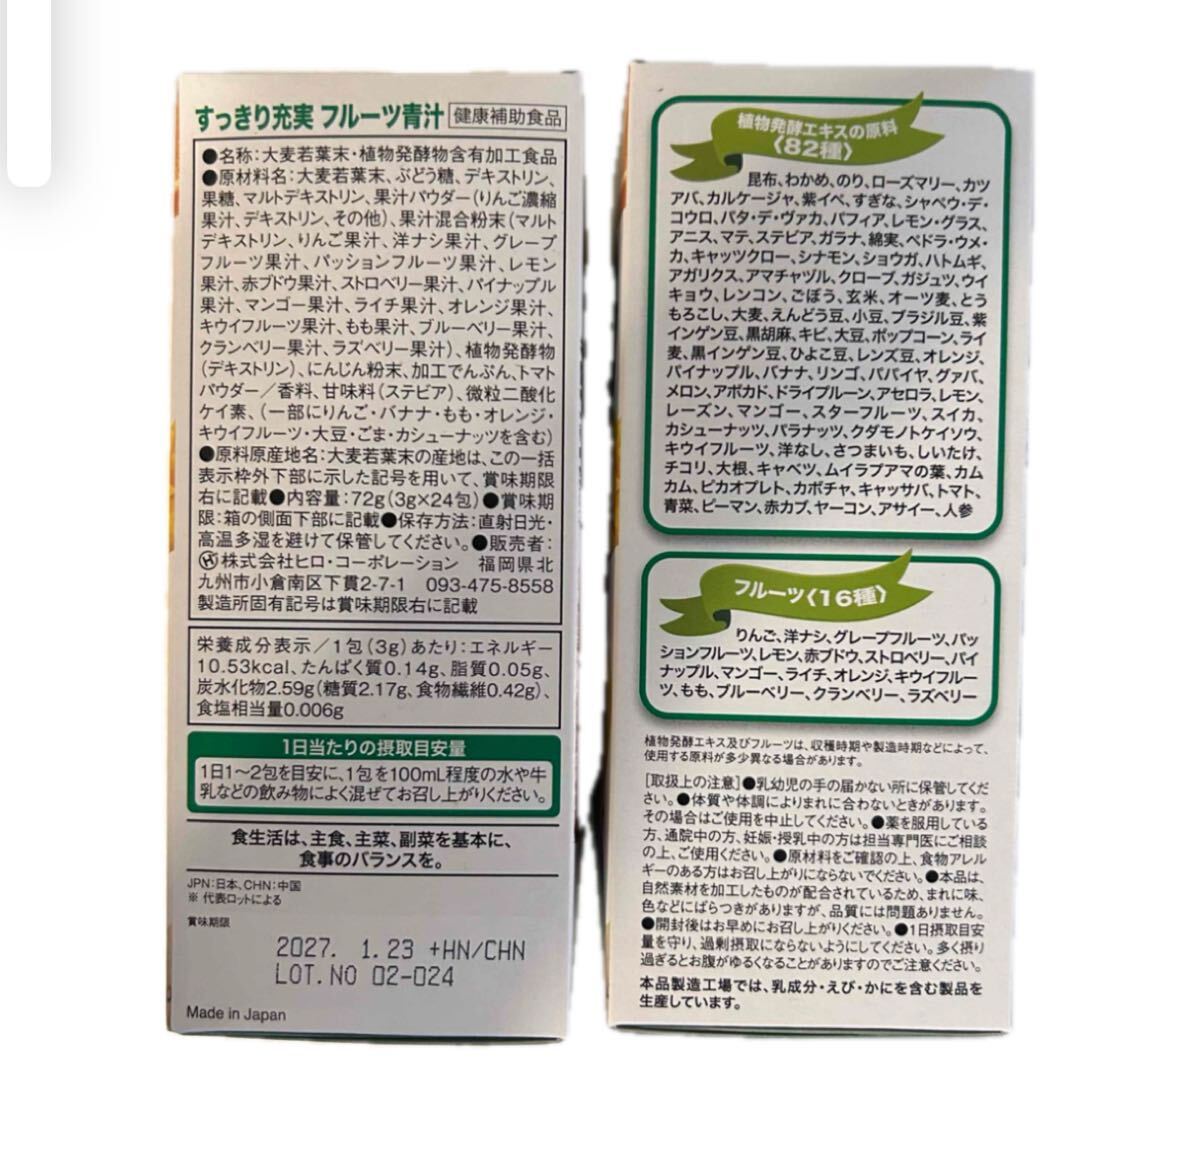 すっきり充実 フルーツ青汁 健康補助食品
●名称:大麦若葉末・植物発酵物含有加工食品
●原材料名:大麦若葉末、ぶどう糖、デキストリン、
果糖、マルトデキストリン、果汁パウダー(りんご濃縮
果汁、デキストリン、その他)、果汁混合粉末(マルト
デキストリン、りんご果汁、洋ナシ果汁、グレープ
フルーツ果汁、パッションフルーツ果汁、レモン
果汁、赤ブドウ果汁、ストロベリー果汁、パイナップル
果汁、マンゴー果汁、ライチ果汁、オレンジ果汁、
キウイフルーツ果汁、もも果汁、ブルーベリー果汁、
クランベリー果汁、ラズベリー果汁)、植物発酵物
(デキストリン)、にんじん粉末、加工でんぷん、トマト
パウダー/香料、甘味料(ステビア)、微粒二酸化
ケイ素、(一部にりんご・バナナ・もも・オレンジ・
キウイフルーツ・大豆・ごま・カシューナッツを含む)
●原料原産地名:大麦若葉末の産地は、この一括
表示枠外下部に示した記号を用いて、賞味期限
右に記載●内容量:72g(3g×24包)●賞味期
限:箱の側面下部に記載●保存方法:直射日光・
高温多湿を避けて保管してください。●販売者:
株式会社ヒロ・コーポレーション 福岡県北
九州市小倉南区下貫2-7-1 093-475-8558
製造所固有記号は賞味期限右に記載
栄養成分表示/1包(3g)あたり:エネルギー
10.53kcal、たんぱく質0.14g、脂質0.05g、
炭水化物2.59g(糖質2.17g、食物繊維0.42g)、
食塩相当量0.006g
1日当たりの摂取目安量
1日1〜2包を目安に、1包を100mL程度の水や牛
乳などの飲み物によく混ぜてお召し上がりください。
食生活は、主食、主菜、副菜を基本に、
食事のバランスを。
JPN:日本、CHN:中国
※ 代表ロットによる
賞味期限
2027. 1.23 +HN/CHN
LOT.NO 02-024
Made in Japan
植物発酵エキスの原料
〈82種〉
昆布、わかめ、のり、ローズマリー、カツ
アバ、カルケージャ、紫イペ、すぎな、シャペウ・デ・
コウロ、パタ・デ・ヴァカ、パフィア、レモン・グラス、
アニス、マテ、ステビア、ガラナ、綿実、ペドラ・ウメ・
カ、キャッツクロー、シナモン、ショウガ、ハトムギ、
アガリクス、アマチャヅル、クローブ、ガジュツ、ウイ
キョウ、レンコン、ごぼう、玄米、オーツ麦、とう
もろこし、大麦、えんどう豆、小豆、ブラジル豆、紫
インゲン豆、黒胡麻、キビ、大豆、ポップコーン、ライ
麦、黒インゲン豆、ひよこ豆、レンズ豆、オレンジ、
パイナップル、バナナ、リンゴ、パパイヤ、グァバ、
メロン、アボカド、ドライプルーン、アセロラ、レモン、
レーズン、マンゴー、スターフルーツ、スイカ、
カシューナッツ、パラナッツ、クダモノトケイソウ、
キウイフルーツ、洋なし、さつまいも、しいたけ、
チコリ、大根、キャベツ、ムイラプアマの葉、カム
カム、ピカオプレト、カボチャ、キャッサバ、トマト、
青菜、ピーマン、赤カブ、ヤーコン、アサイー、人参
フルーツ〈16種〉
りんご、洋ナシ、グレープフルーツ、パッ
ションフルーツ、レモン、赤ブドウ、ストロベリー、パイ
ナップル、マンゴー、ライチ、オレンジ、キウイフルー
ツ、もも、ブルーベリー、クランベリー、ラズベリー
植物発酵エキス及びフルーツは、収穫時期や製造時期などによって、
使用する原料が多少異なる場合があります。
[取扱上の注意]●乳幼児の手の届かない所に保管してくだ
さい。●体質や体調によりまれに合わないときがあります。
その場合はご使用を中止してください。●薬を服用している
方、通院中の方、妊娠・授乳中の方は担当専門医にご相談
の上、ご使用ください。●原材料をご確認の上、食物アレル
ギーのある方はお召し上がりにならないでください。●本品は、
自然素材を加工したものが配合されているため、まれに味、
色などにばらつきがありますが、品質には問題ありません。
●開封後はお早めにお召し上がりください。●1日摂取目安
量を守り、過剰摂取にならないようにしてください。多く摂り
過ぎるとお腹がゆるくなることがありますのでご注意ください。
本品製造工場では、乳成分・えび・かにを含む製品を
生産しています。